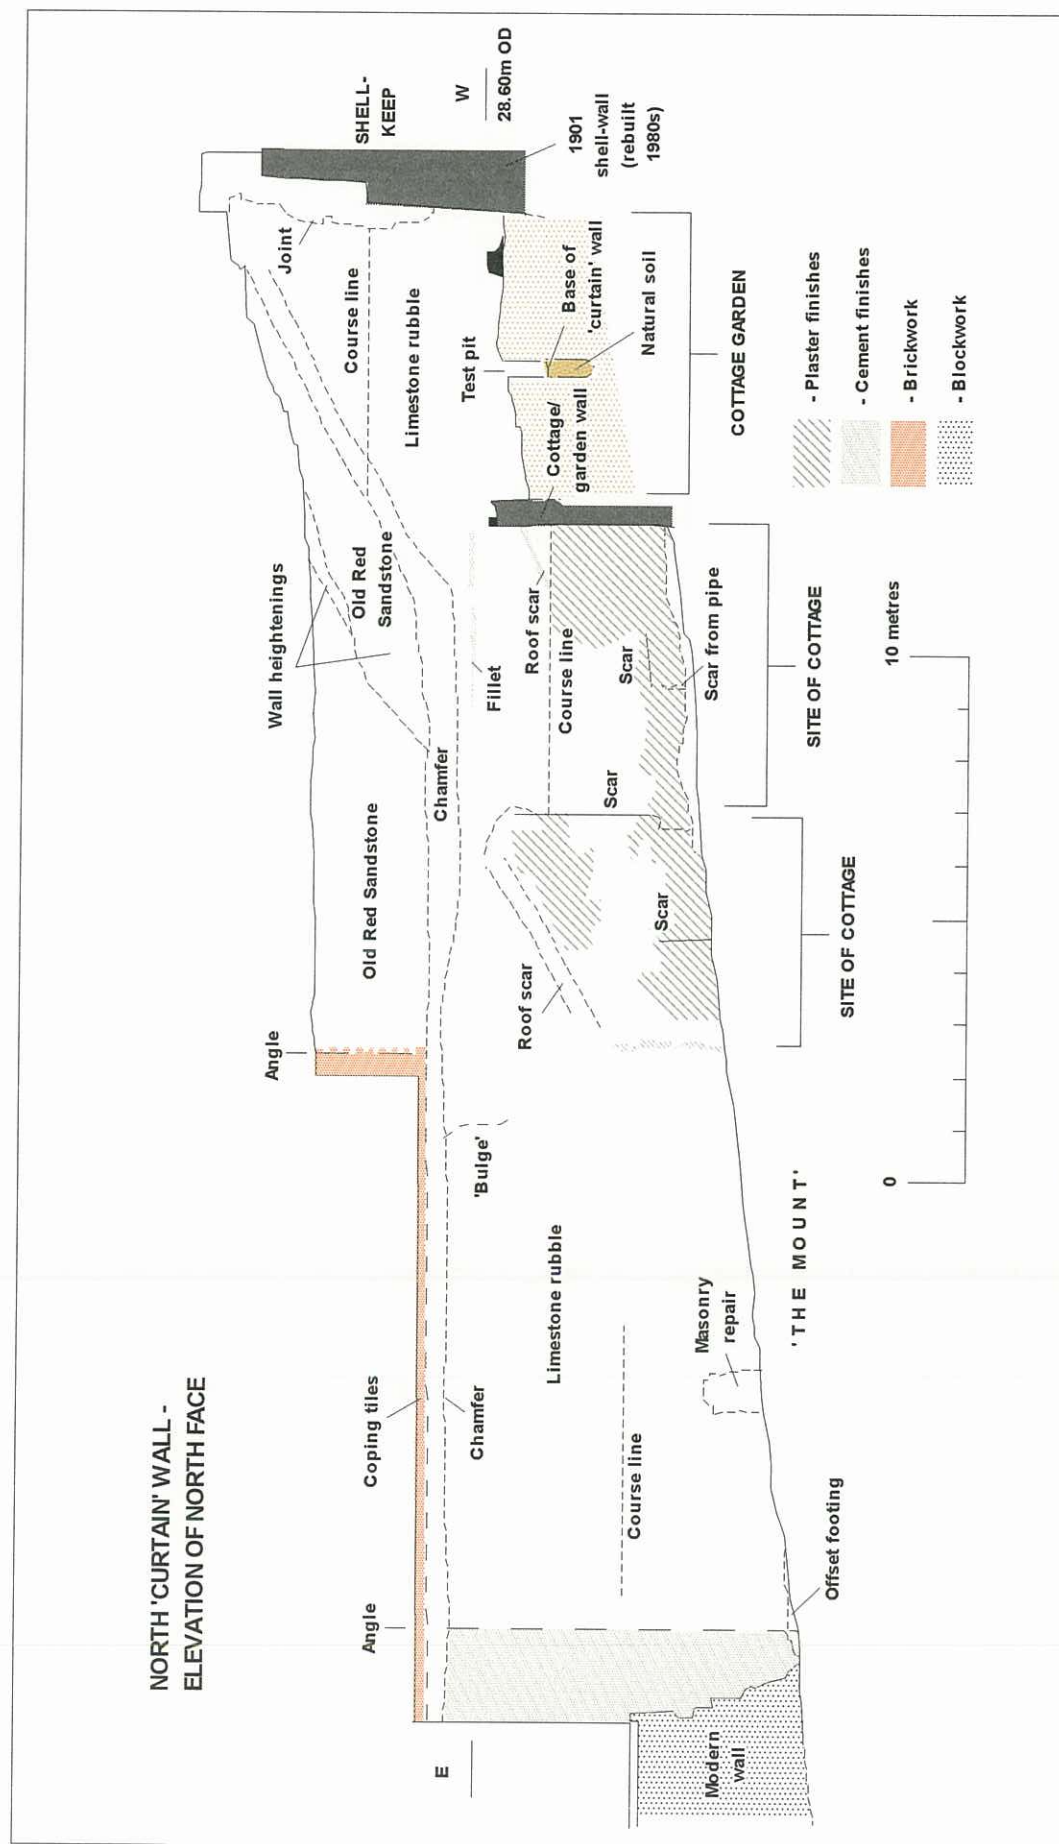 NORTH 'CURTAIN' WALL -
ELEVATION OF NORTH FACE
E
Angle
Coping tiles
Chamfer
Angle
'Bulge'
Old Red Sandstone
Chamfer
Wall heightenings
Old Red
Sandstone
Fillet
Joint
Course line
Limestone rubble
Test pit
SHELL-
KEEP
W
28.60m OD
1901
shell-wall
(rebuilt
1980s)
Limestone rubble
Course line
Masonry
repair
Offset footing
Modern
wall
'THE MOUNT'
Roof scar
Scar
Scar
Roof scar
Course line
Scar
Scar from pipe
Cottage/
garden wall
Base of
'curtain' wall
Natural soil
SITE OF COTTAGE
SITE OF COTTAGE
COTTAGE GARDEN
0
10 metres
- Plaster finishes
- Cement finishes
- Brickwork
- Blockwork